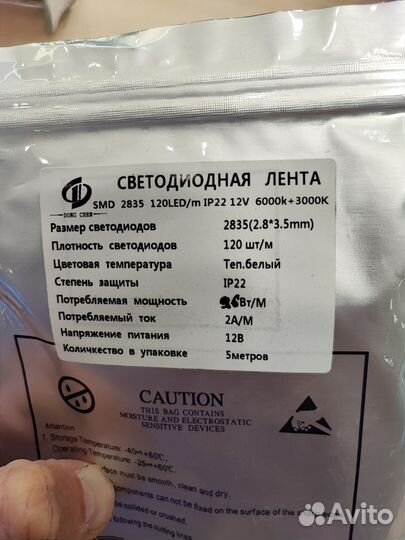 DONG CHEN
СВЕТОДИОДНАЯ ЛЕНТА
SMD 2835 120LED/m IP22 12V 6000k+3000K
Размер светодиодов 2835(2.8*3.5mm)
Плотность светодиодов 120 шт/м
Цветовая температура Теп.белый
Степень защиты IP22
Потребляемая мощность Вт/М
Потребляемый ток 2А/М
Напряжение питания 12В
Количкество в упаковке 5метров
CAUTION
THIS BAG CONTAINS
MOISTURE AND ELECTROSTATIC
SENSITIVE DEVICES
Attention
1. Storage Temperature: +80℃,
Operating Temperature: +60℃.
surface must be smooth, clean and dry.
components can not be fixed on the surface of the
be collided or crushed.
following the cutting lines
Avito